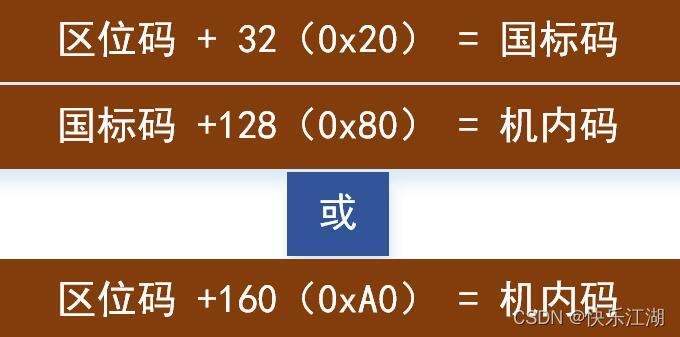 区位码 + 32（0x20） = 国标码
国标码 +128（0x80） = 机内码
或
区位码 +160（0xA0） = 机内码
CSDN @快乐江湖